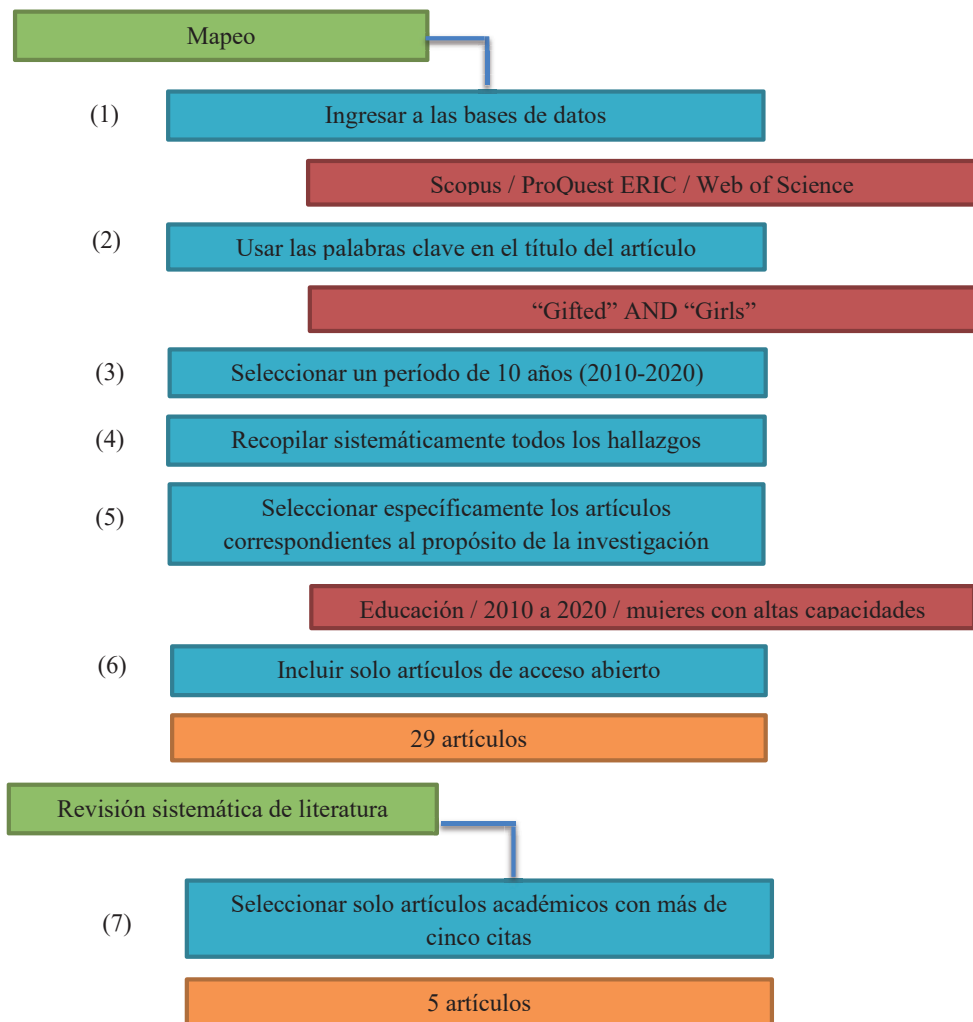 Mapeo
(1)
Ingresar a las bases de datos
Scopus / ProQuest ERIC / Web of Science
(2)
Usar las palabras clave en el título del artículo
“Gifted” AND “Girls”
(3)
Seleccionar un período de 10 años (2010-2020)
(4)
Recopilar sistemáticamente todos los hallazgos
(5)
Seleccionar específicamente los artículos
correspondientes al propósito de la investigación
Educación / 2010 a 2020 / mujeres con altas capacidades
(6)
Incluir solo artículos de acceso abierto
29 artículos
Revisión sistemática de literatura
(7)
Seleccionar solo artículos académicos con más de
cinco citas
5 artículos